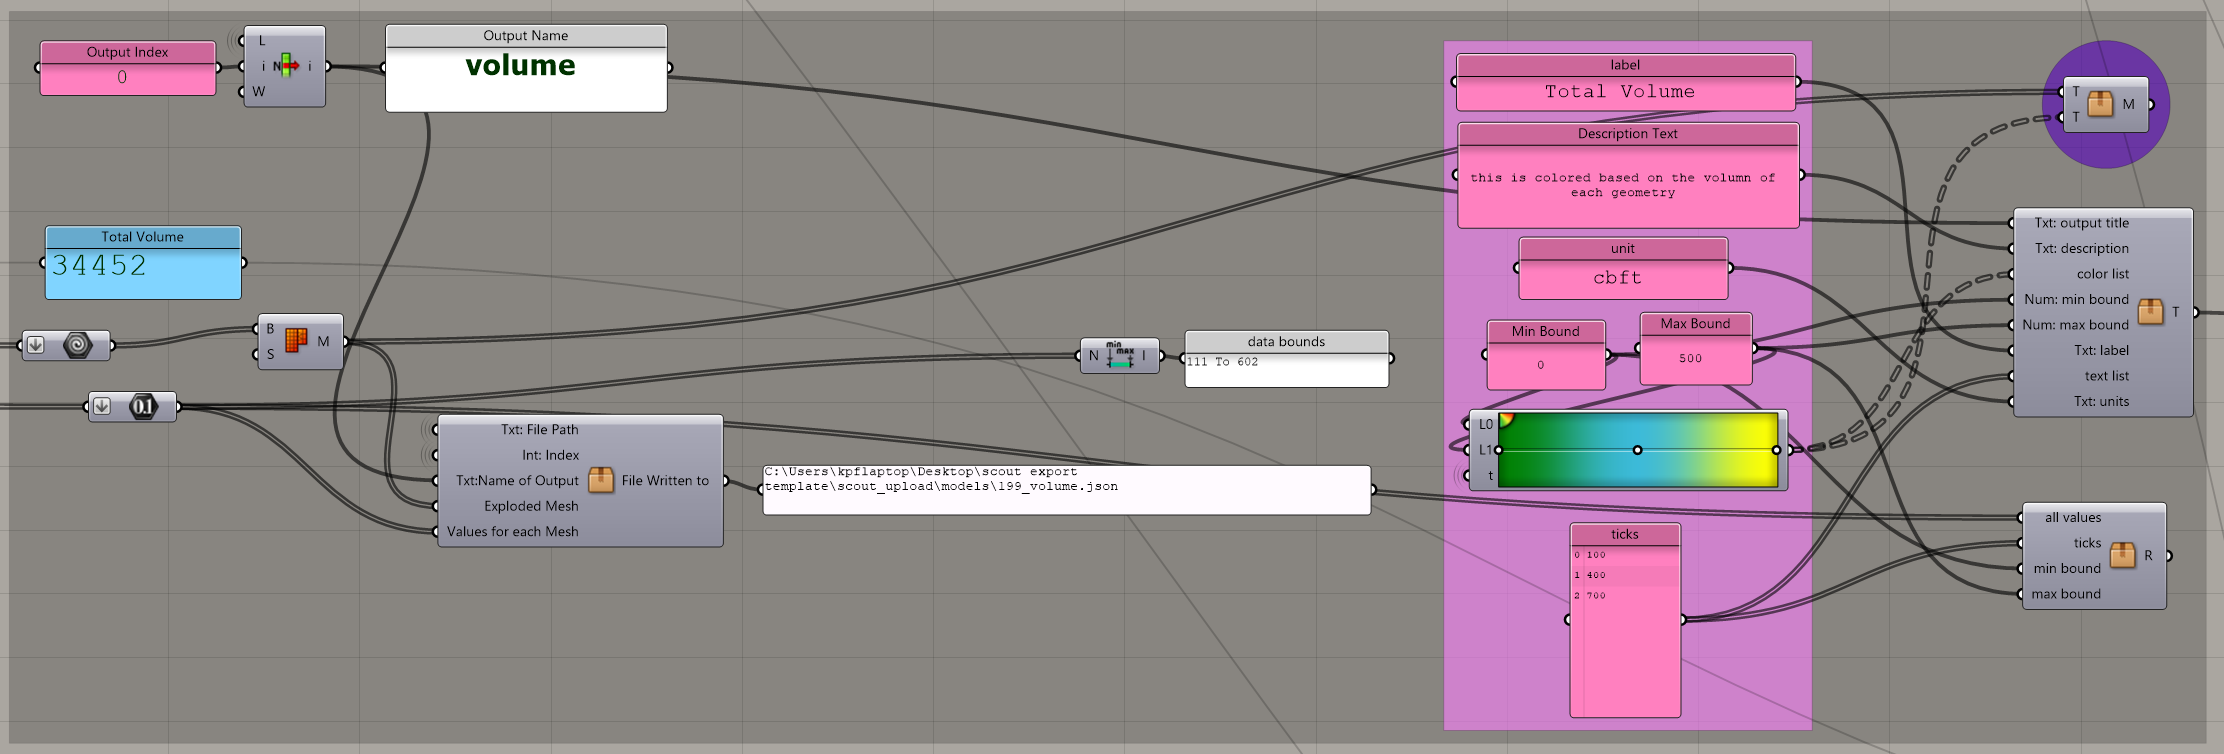 Output Index
0
L
i N i
W
Output Name
volume
Total Volume
34452
B
S
M
0.1
Txt: File Path
Int: Index
Txt:Name of Output
Exploded Mesh
Values for each Mesh
File Written to
C:\Users\kpflaptop\Desktop\scout export
template\scout_upload\models\199_volume.json
N min max I
data bounds
111 To 602
label
Total Volume
Description Text
this is colored based on the volumn of
each geometry
unit
cbft
Min Bound
0
Max Bound
500
L0
L1
t
ticks
0 100
1 400
2 700
T
T
M
Txt: output title
Txt: description
color list
Num: min bound
Num: max bound
Txt: label
text list
Txt: units
T
all values
ticks
min bound
max bound
R